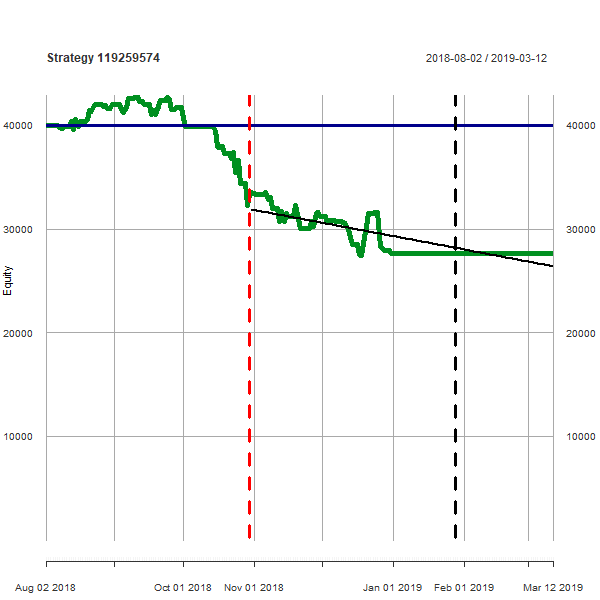 Strategy 119259574 2018-08-02 / 2019-03-12
40000 40000
30000 30000
Equity
20000 20000
10000 10000
Aug 02 2018 Oct 01 2018 Nov 01 2018 Jan 01 2019 Feb 01 2019 Mar 12 2019